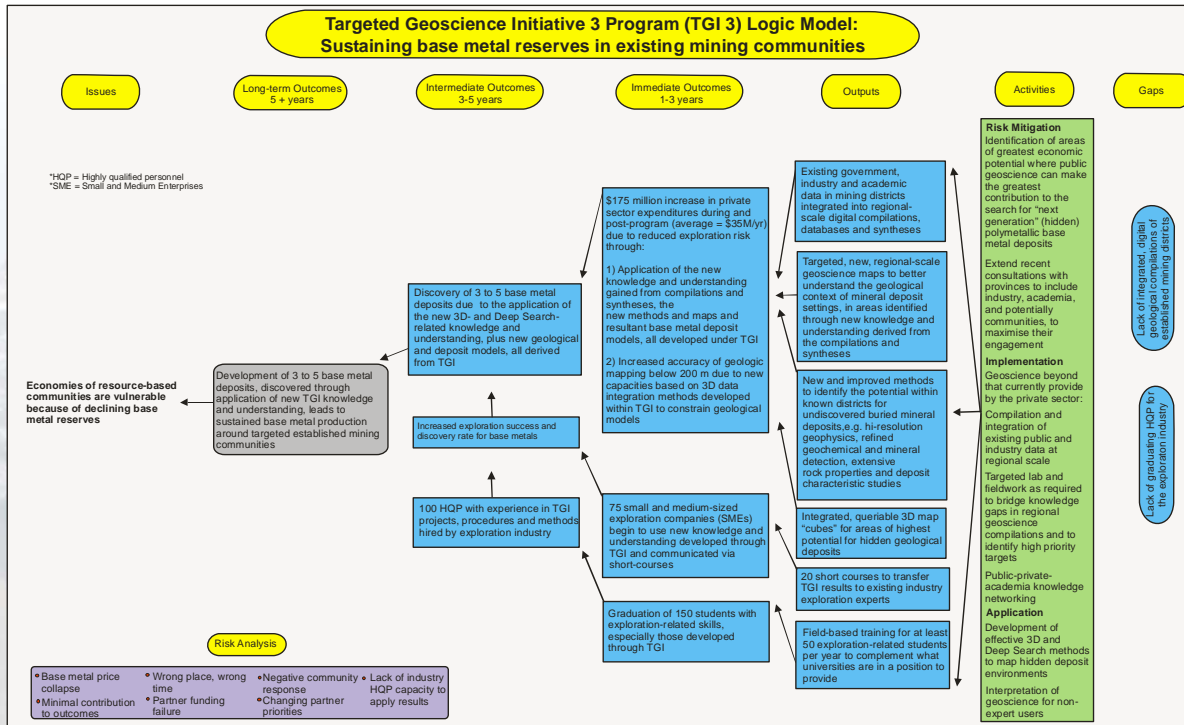 Targeted Geoscience Initiative 3 Program (TGI 3) Logic Model:
Sustaining base metal reserves in existing mining communities
Issues
Long-term Outcomes
5 + years
Intermediate Outcomes
3-5 years
Immediate Outcomes
1-3 years
Outputs
Activities
Gaps
*HQP = Highly qualified personnel
*SME = Small and Medium Enterprises
Economies of resource-based
communities are vulnerable
because of declining base
metal reserves
Development of 3 to 5 base metal
deposits, discovered through
application of new TGI knowledge
and understanding, leads to
sustained base metal production
around targeted established mining
communities
Discovery of 3 to 5 base metal
deposits due to the application of
the new 3D- and Deep Search-
related knowledge and
understanding, plus new geological
and deposit models, all derived
from TGI
Increased exploration success and
discovery rate for base metals
100 HQP with experience in TGI
projects, procedures and methods
hired by exploration industry
$175 million increase in private
sector expenditures during and
post-program (average = $35M/yr)
due to reduced exploration risk
through:
1) Application of the new
knowledge and understanding
gained from compilations and
syntheses, the
new methods and maps and
resultant base metal deposit
models, all developed under TGI
2) Increased accuracy of geologic
mapping below 200 m due to new
capacities based on 3D data
integration methods developed
within TGI to constrain geological
models
75 small and medium-sized
exploration companies (SMEs)
begin to use new knowledge and
understanding developed through
TGI and communicated via
short-courses
Graduation of 150 students with
exploration-related skills,
especially those developed
through TGI
Existing government,
industry and academic
data in mining districts
integrated into regional-
scale digital compilations,
databases and syntheses
Targeted, new, regional-scale
geoscience maps to better
understand the geological
context of mineral deposit
settings, in areas identified
through new knowledge and
understanding derived from
the compilations and
syntheses
New and improved methods
to identify the potential within
known districts for
undiscovered buried mineral
deposits,e.g. hi-resolution
geophysics, refined
geochemical and mineral
detection, extensive
rock properties and deposit
characteristic studies
Integrated, queriable 3D map
“cubes” for areas of highest
potential for hidden geological
deposits
20 short courses to transfer
TGI results to existing industry
exploration experts
Field-based training for at least
50 exploration-related students
per year to complement what
universities are in a position to
provide
Risk Mitigation
Identification of areas
of greatest economic
potential where public
geoscience can make
the greatest
contribution to the
search for “next
generation” (hidden)
polymetallic base
metal deposits
Extend recent
consultations with
provinces to include
industry, academia,
and potentially
communities, to
maximise their
engagement
Implementation
Geoscience beyond
that currently provide
by the private sector:
Compilation and
integration of
existing public and
industry data at
regional scale
Targeted lab and
fieldwork as required
to bridge knowledge
gaps in regional
geoscience
compilations and to
identify high priority
targets
Public-private-
academia knowledge
networking
Application
Development of
effective 3D and
Deep Search methods
to map hidden deposit
environments
Interpretation of
geoscience for non-
expert users
Lack of integrated, digital
geological compilations of
established mining districts
Lack of graduating HQP for
the exploration industry
Risk Analysis
Base metal price
collapse
Minimal contribution
to outcomes
Wrong place, wrong
time
Partner funding
failure
Negative community
response
Changing partner
priorities
Lack of industry
HQP capacity to
apply results